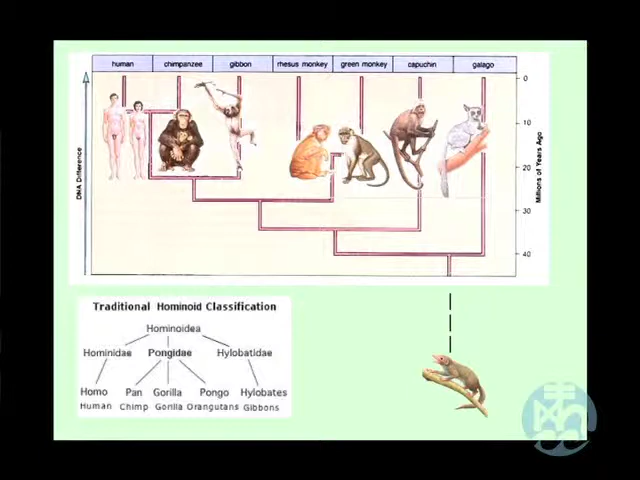 human chimpanzee gibbon rhesus monkey green monkey capuchin galago
DNA Difference
0
10
20
30
40
Millions of Years Ago
Traditional Hominoid Classification
Hominoidea
Hominidae Pongidae Hylobatidae
Homo Pan Gorilla Pongo Hylobates
Human Chimp Gorilla Orangutans Gibbons